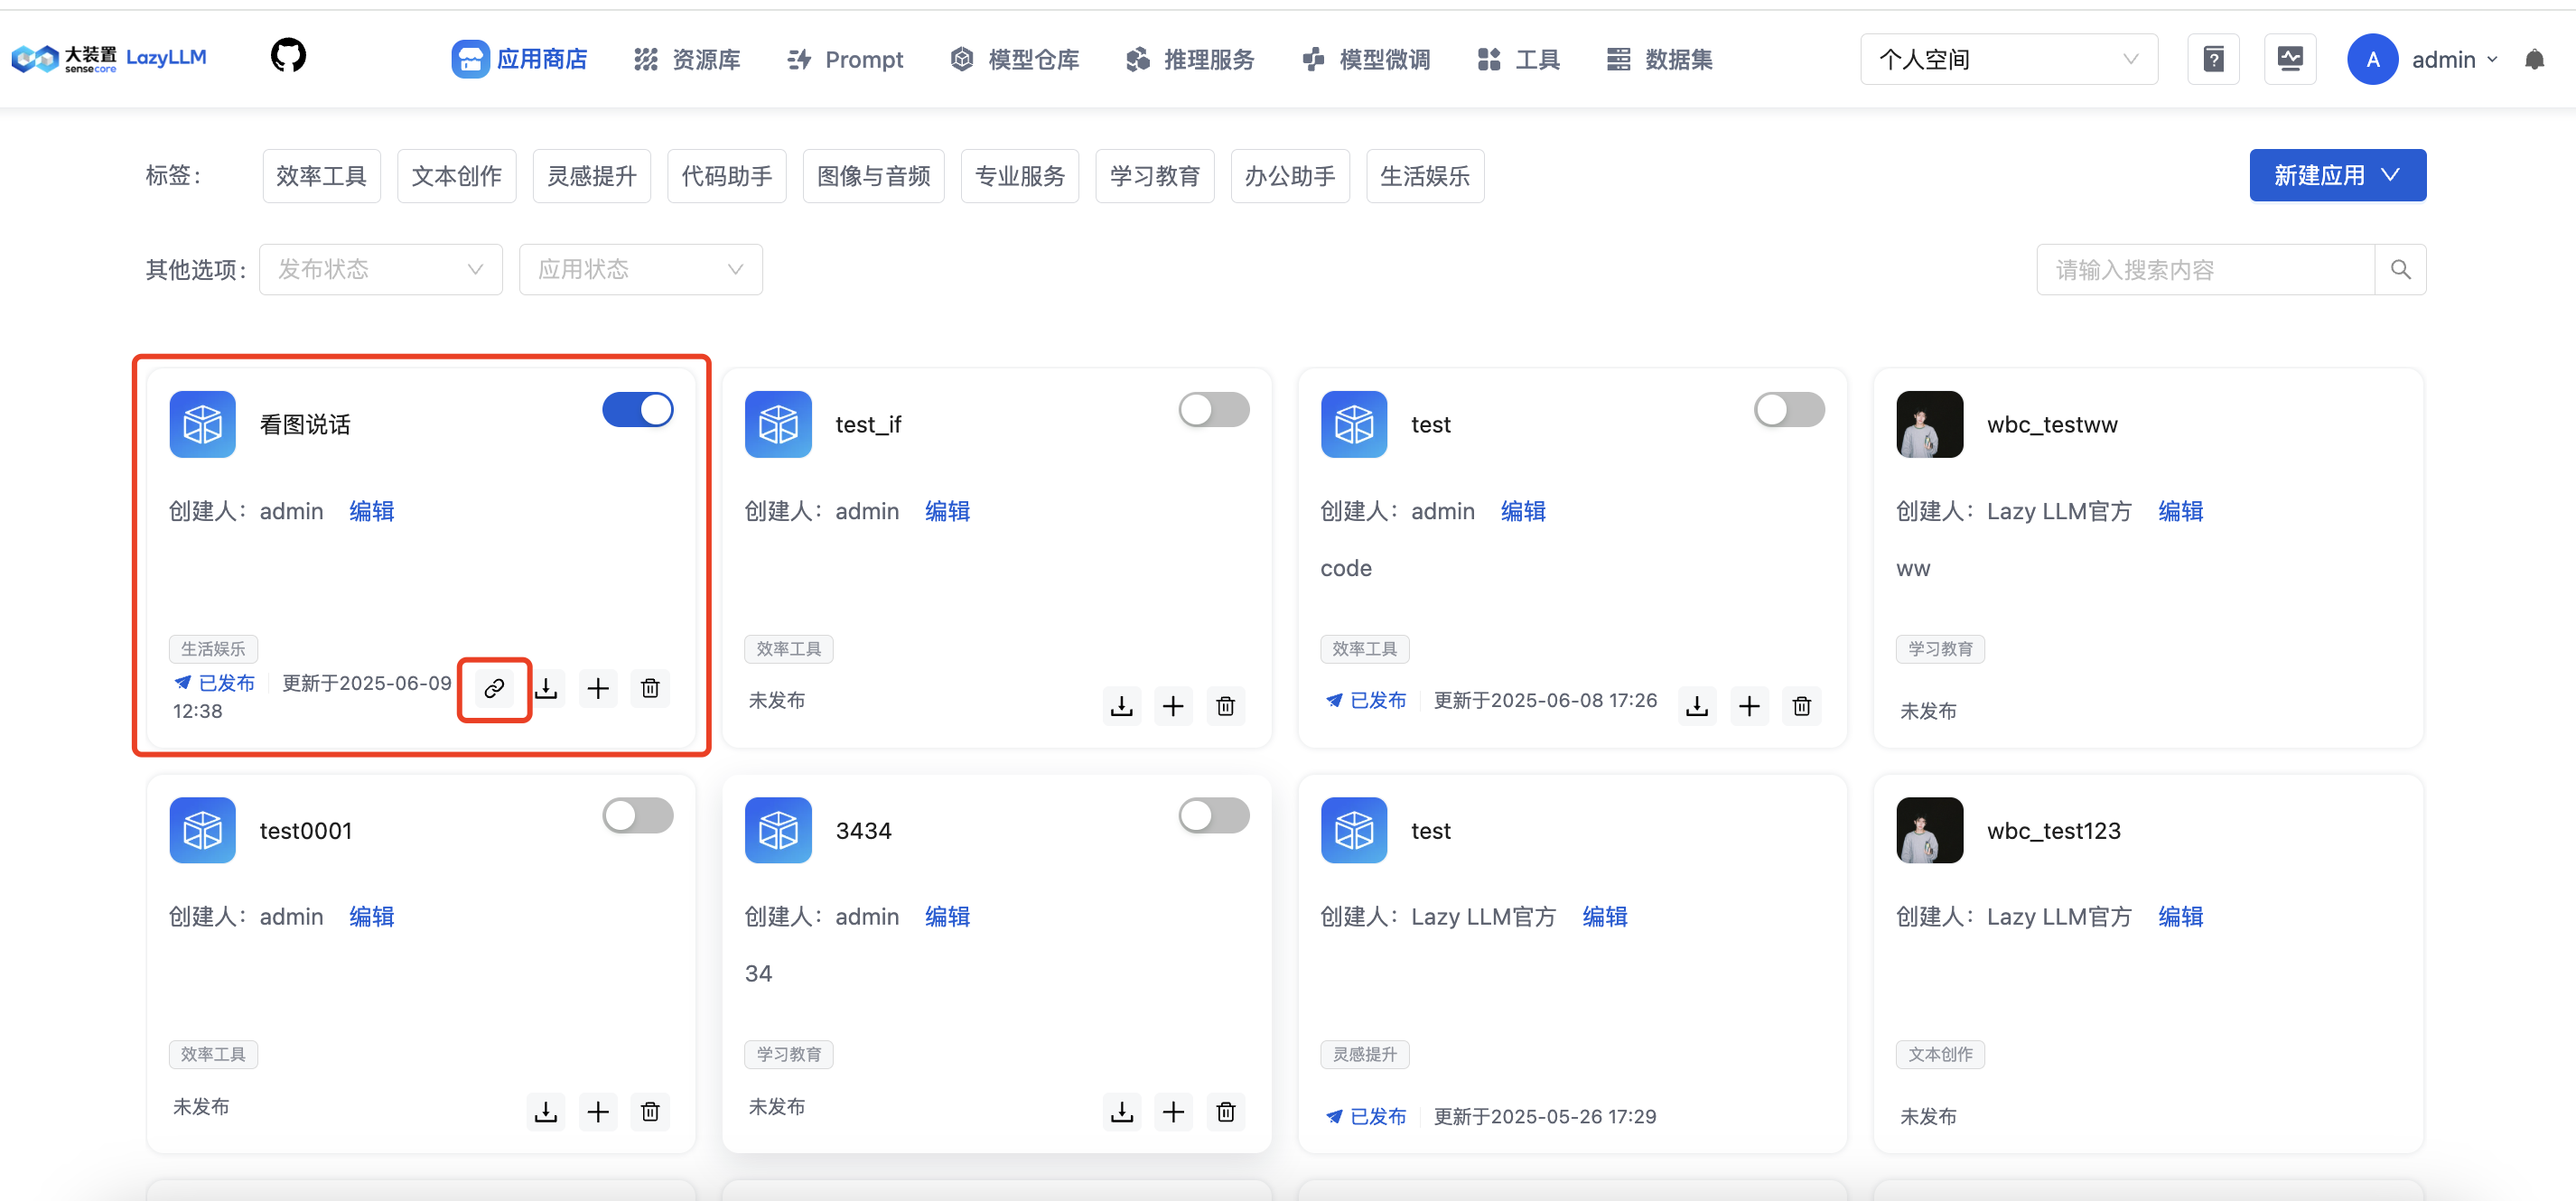 大装置 sensecore LazyLLM
应用商店 资源库 Prompt 模型仓库 推理服务 模型微调 工具 数据集
个人空间
A admin
标签： 效率工具 文本创作 灵感提升 代码助手 图像与音频 专业服务 学习教育 办公助手 生活娱乐
新建应用
其他选项： 发布状态 应用状态
请输入搜索内容
看图说话
创建人： admin 编辑
生活娱乐
已发布 更新于2025-06-09
12:38
test_if
创建人： admin 编辑
效率工具
未发布
test
创建人： admin 编辑
code
效率工具
已发布 更新于2025-06-08 17:26
wbc_testww
创建人： Lazy LLM官方 编辑
ww
学习教育
未发布
test0001
创建人： admin 编辑
效率工具
未发布
3434
创建人： admin 编辑
34
学习教育
未发布
test
创建人： Lazy LLM官方 编辑
灵感提升
已发布 更新于2025-05-26 17:29
wbc_test123
创建人： Lazy LLM官方 编辑
文本创作
未发布